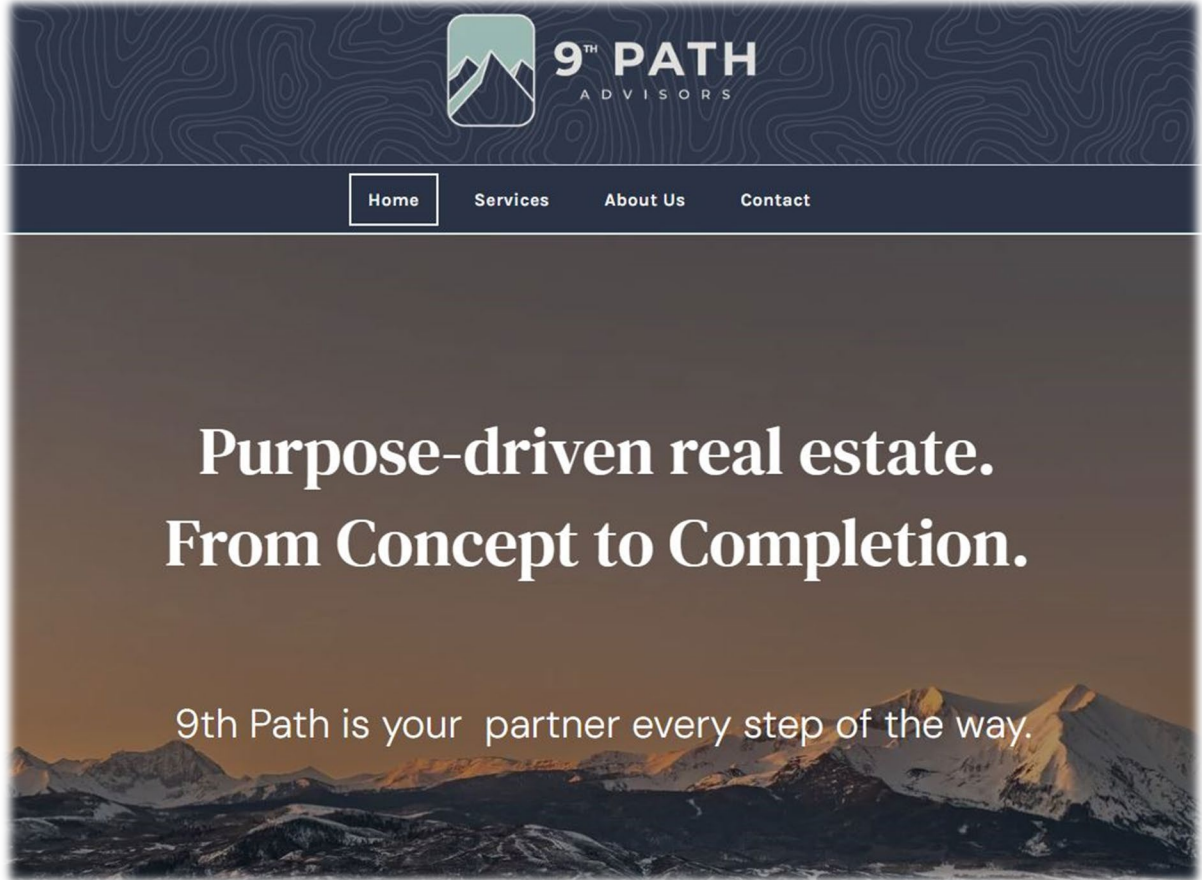 9TH PATH
ADVISORS
Home Services About Us Contact
Purpose-driven real estate.
From Concept to Completion.
9th Path is your  partner every step of the way.